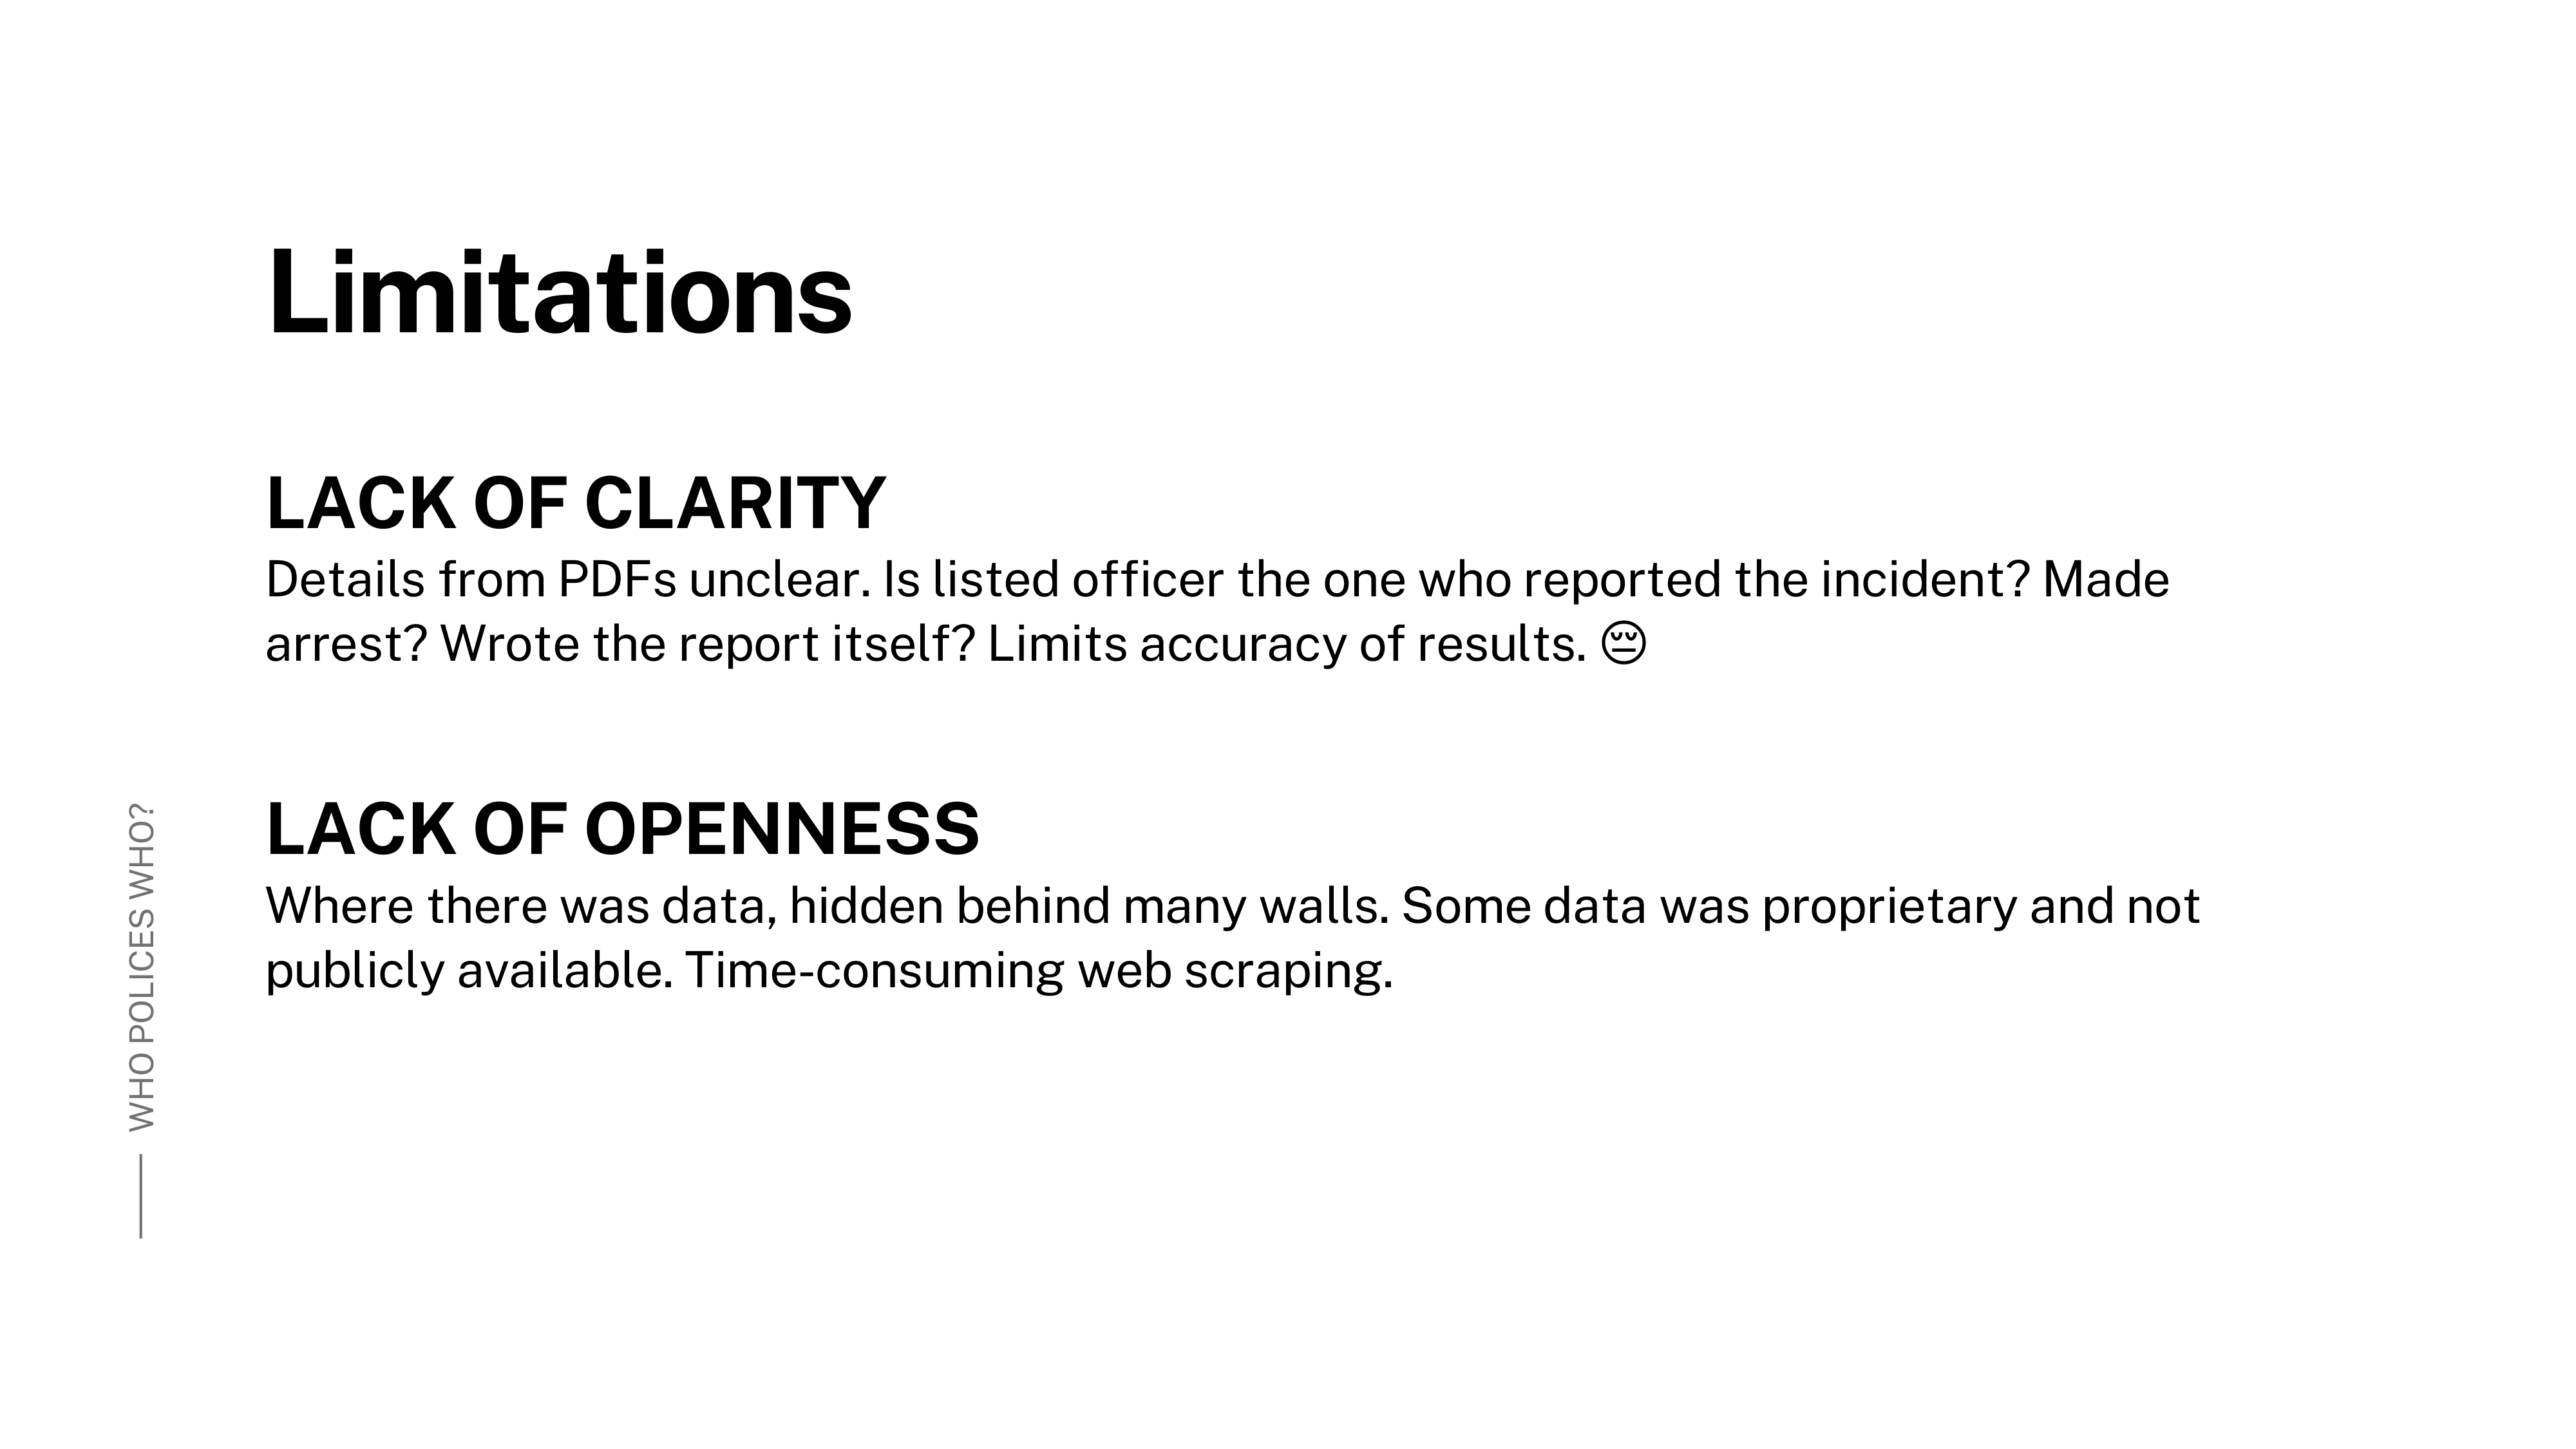 Limitations
LACK OF CLARITY
Details from PDFs unclear. Is listed officer the one who reported the incident? Made
arrest? Wrote the report itself? Limits accuracy of results. 😔
LACK OF OPENNESS
Where there was data, hidden behind many walls. Some data was proprietary and not
publicly available. Time-consuming web scraping.
WHO POLICES WHO?